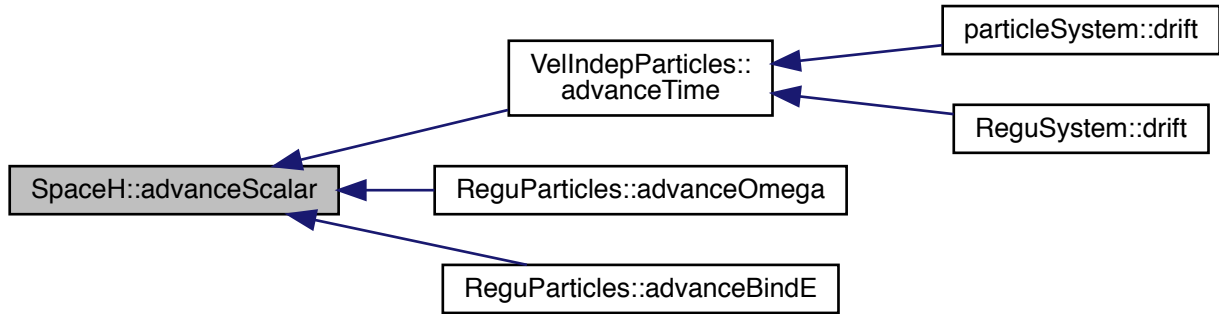 particleSystem::drift
VelIndepParticles::
advanceTime
ReguSystem::drift
SpaceH::advanceScalar
ReguParticles::advanceOmega
ReguParticles::advanceBindE